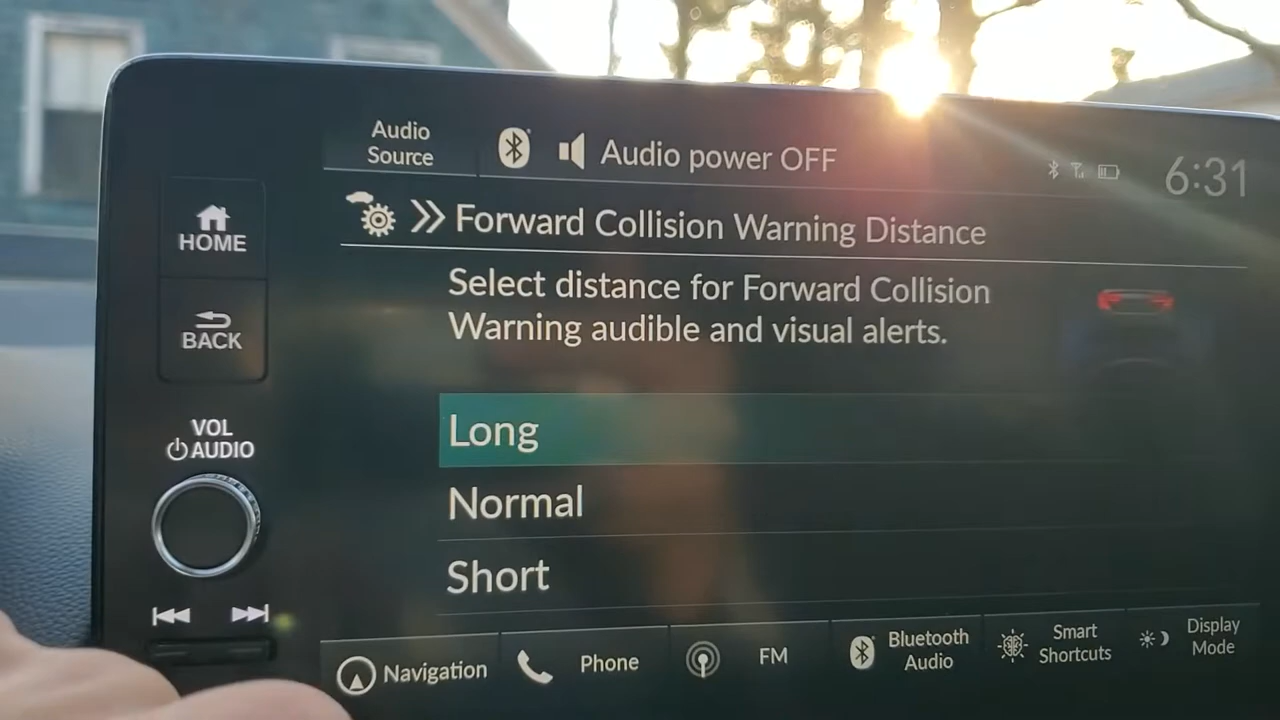 Audio
Source
Audio power OFF
6:31
HOME
Forward Collision Warning Distance
Select distance for Forward Collision
Warning audible and visual alerts.
BACK
VOL
AUDIO
Long
Normal
Short
Navigation
Phone
FM
Bluetooth
Audio
Smart
Shortcuts
Display
Mode